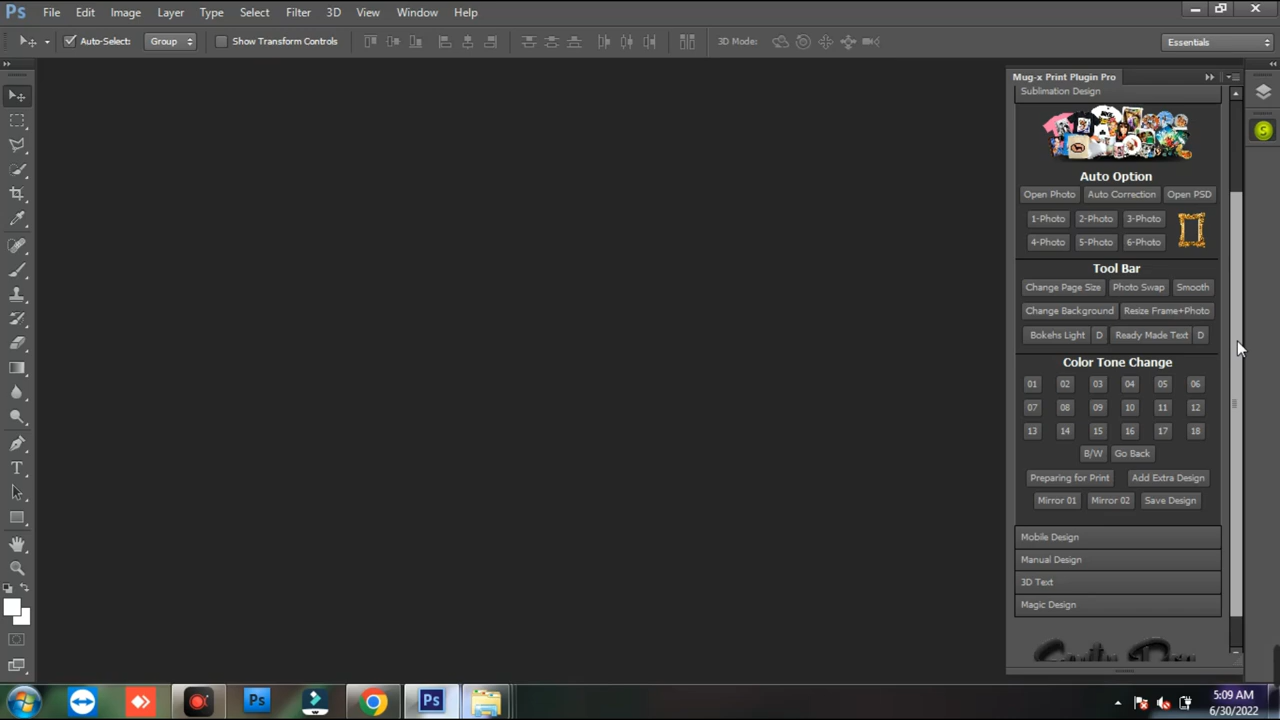 Ps File Edit Image Layer Type Select Filter 3D View Window Help
Auto-Select: Group Show Transform Controls 3D Mode: Essentials
Mug-x Print Plugin Pro
Sublimation Design
Auto Option
Open Photo Auto Correction Open PSD
1-Photo 2-Photo 3-Photo
4-Photo 5-Photo 6-Photo
Tool Bar
Change Page Size Photo Swap Smooth
Change Background Resize Frame+Photo
Bokehs Light D Ready Made Text D
Color Tone Change
01 02 03 04 05 06
07 08 09 10 11 12
13 14 15 16 17 18
B/W Go Back
Preparing for Print Add Extra Design
Mirror 01 Mirror 02 Save Design
Mobile Design
Manual Design
3D Text
Magic Design
Ps Ps
5:09 AM
6/30/2022